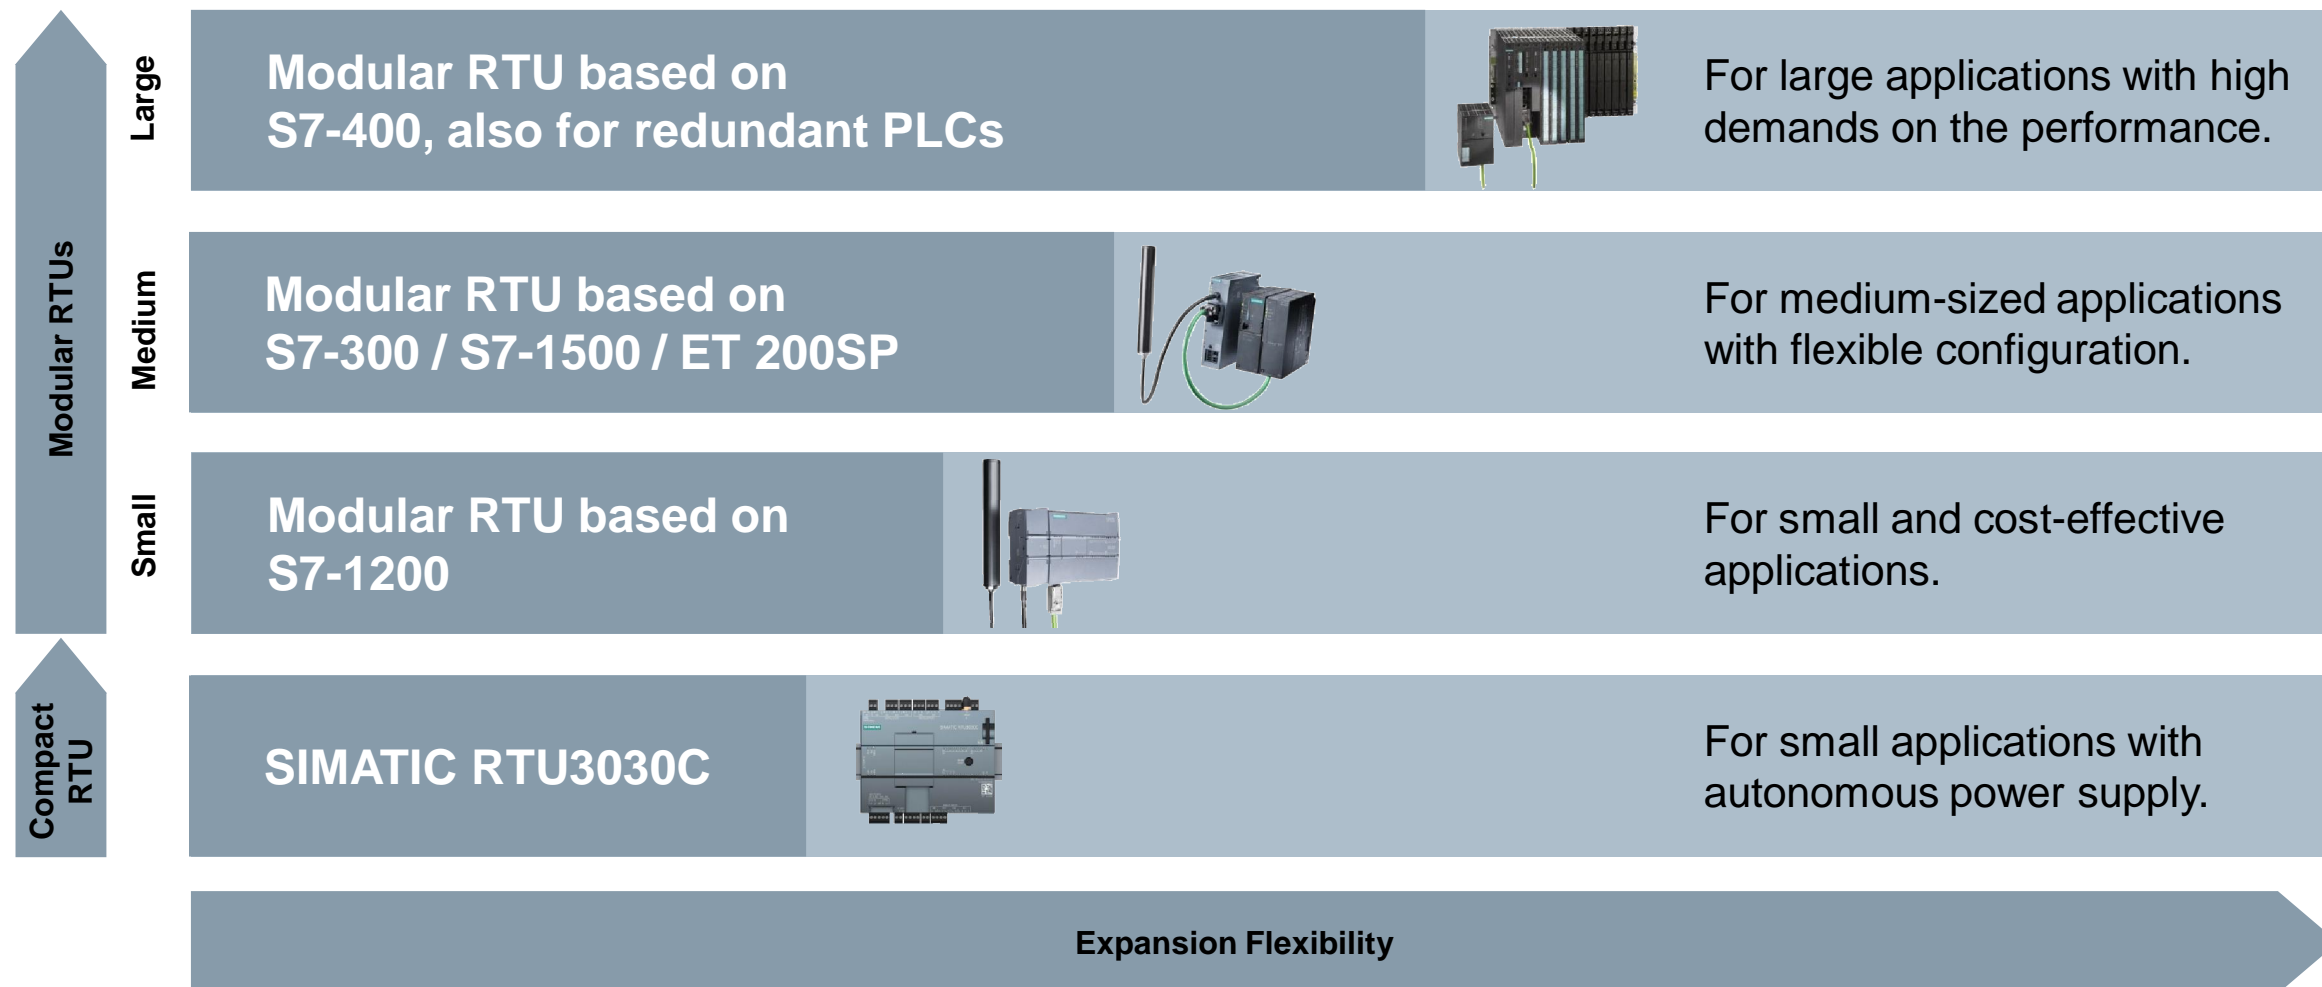 Large
Modular RTU based on
S7-400, also for redundant PLCs
For large applications with high
demands on the performance.
Modular RTUs
Medium
Modular RTU based on
S7-300 / S7-1500 / ET 200SP
For medium-sized applications
with flexible configuration.
Small
Modular RTU based on
S7-1200
For small and cost-effective
applications.
Compact
RTU
SIMATIC RTU3030C
For small applications with
autonomous power supply.
Expansion Flexibility